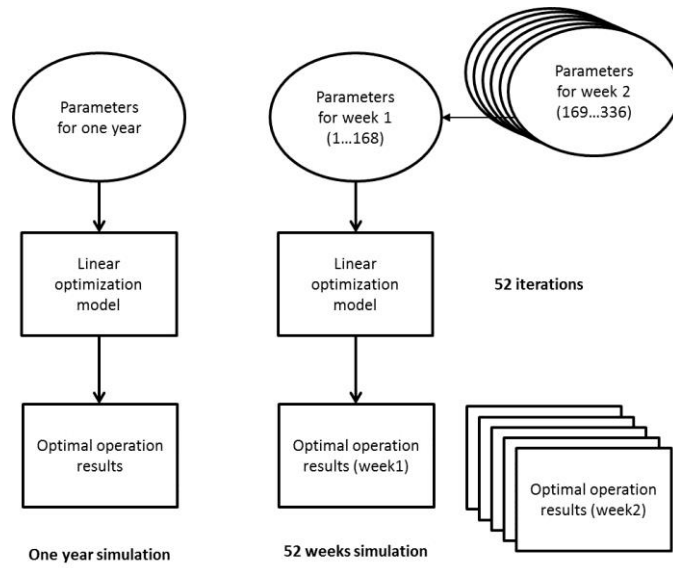 Parameters
for one year
Linear
optimization
model
Optimal operation
results
One year simulation
Parameters
for week 1
(1...168)
Parameters
for week 2
(169...336)
Linear
optimization
model
52 iterations
Optimal operation
results (week1)
Optimal operation
results (week2)
52 weeks simulation